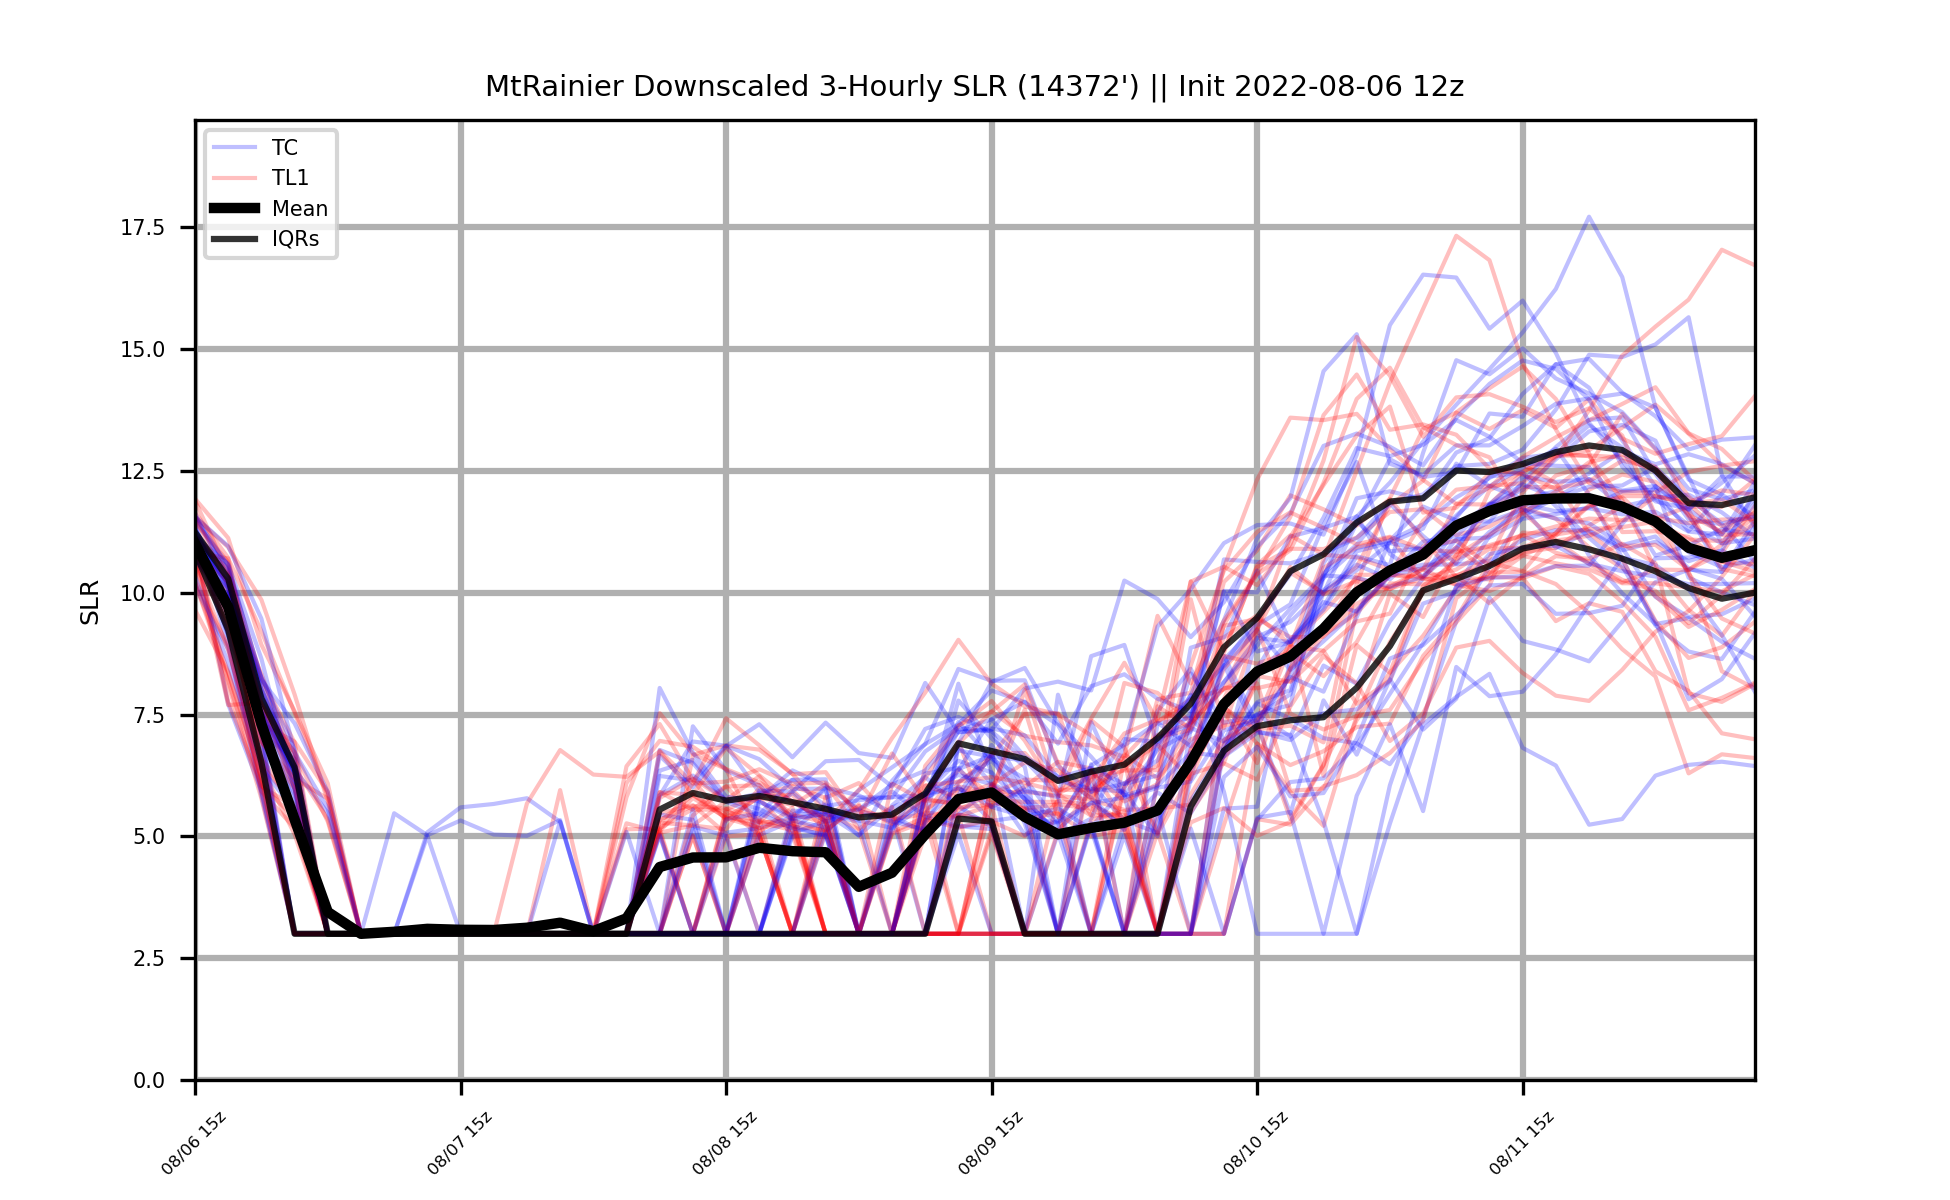 MtRainier Downscaled 3-Hourly SLR (14372') || Init 2022-08-06 12z
TC
TL1
Mean
IQRs
SLR
17.5
15.0
12.5
10.0
7.5
5.0
2.5
0.0
08/06 15z
08/07 15z
08/08 15z
08/09 15z
08/10 15z
08/11 15z